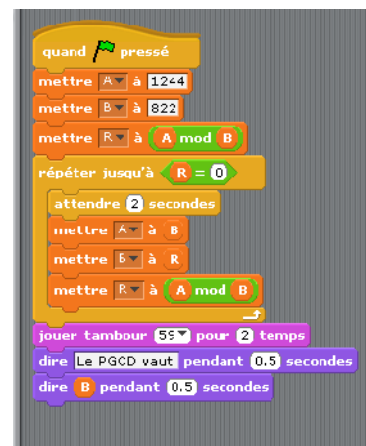 quand pressé
mettre A à 1244
mettre B à 822
mettre R à A mod B
répéter jusqu'à R = 0
attendre 2 secondes
mettre A à B
mettre B à R
mettre R à A mod B
jouer tambour 59 pour 2 temps
dire Le PGCD vaut pendant 0.5 secondes
dire B pendant 0.5 secondes